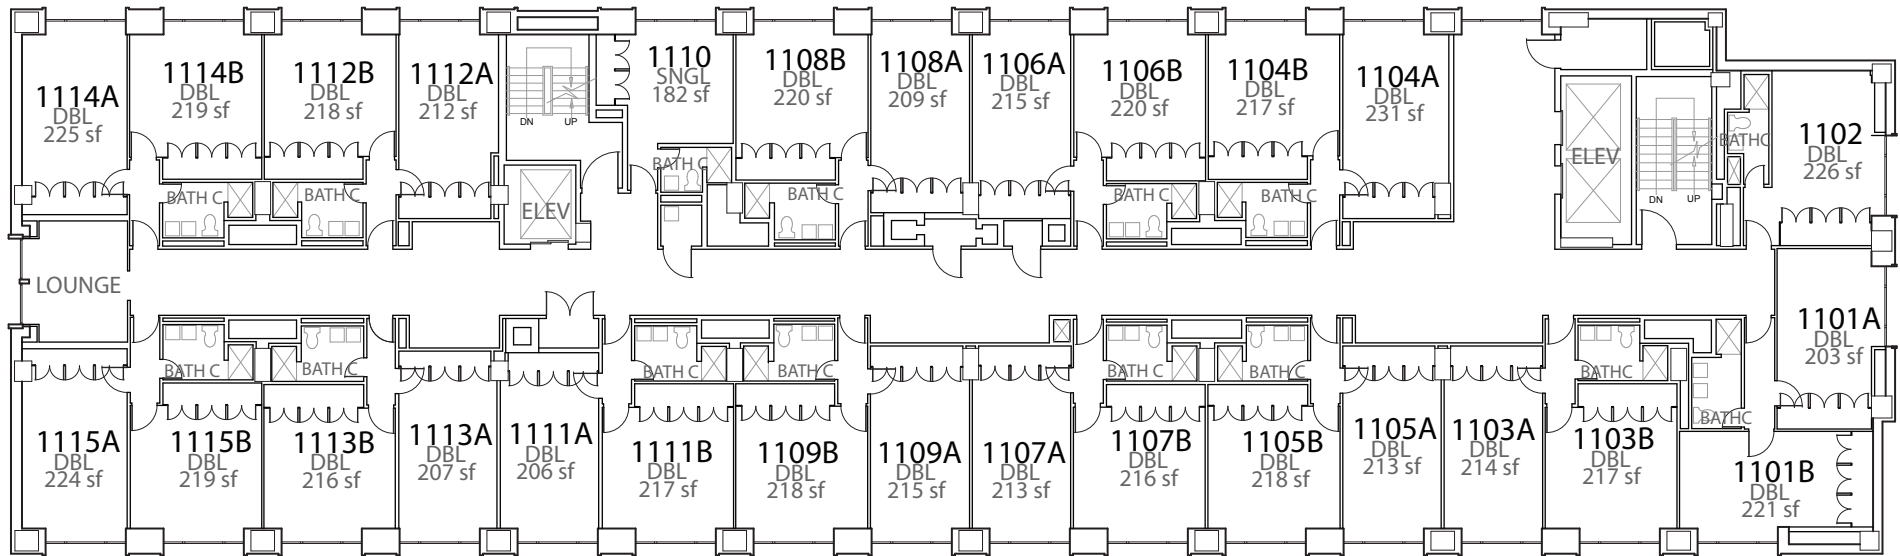 1114A
DBL
225 sf
1114B
DBL
219 sf
1112B
DBL
218 sf
1112A
DBL
212 sf
DN
UP
1110
SNGL
182 sf
1108B
DBL
220 sf
1108A
DBL
209 sf
1106A
DBL
215 sf
1106B
DBL
220 sf
1104B
DBL
217 sf
1104A
DBL
231 sf
ELEV
DN
UP
BATHC
1102
DBL
226 sf
BATH C
BATH C
ELEV
BATH C
BATH C
BATH C
BATH C
LOUNGE
1101A
DBL
203 sf
BATH C
BATH C
BATH C
BATH C
BATH C
BATH C
BATHC
BATHC
1115A
DBL
224 sf
1115B
DBL
219 sf
1113B
DBL
216 sf
1113A
DBL
207 sf
1111A
DBL
206 sf
1111B
DBL
217 sf
1109B
DBL
218 sf
1109A
DBL
215 sf
1107A
DBL
213 sf
1107B
DBL
216 sf
1105B
DBL
218 sf
1105A
DBL
213 sf
1103A
DBL
214 sf
1103B
DBL
217 sf
1101B
DBL
221 sf